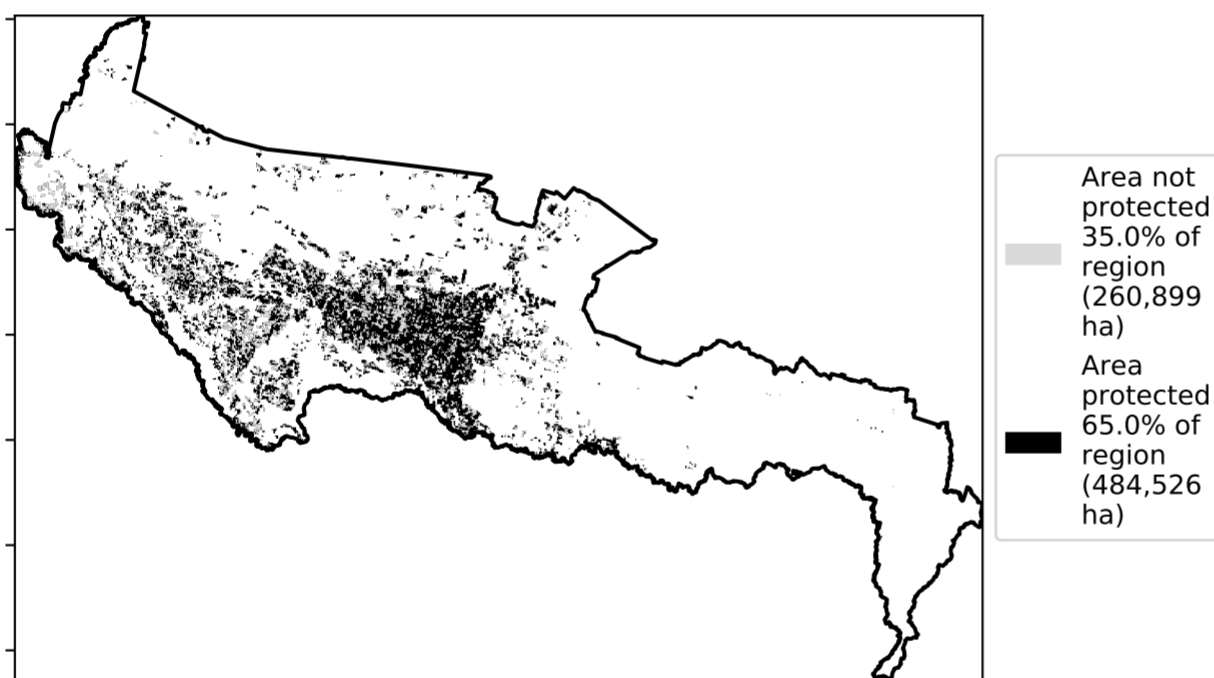 Area not
protected
35.0% of
region
(260,899
ha)
Area
protected
65.0% of
region
(484,526
ha)